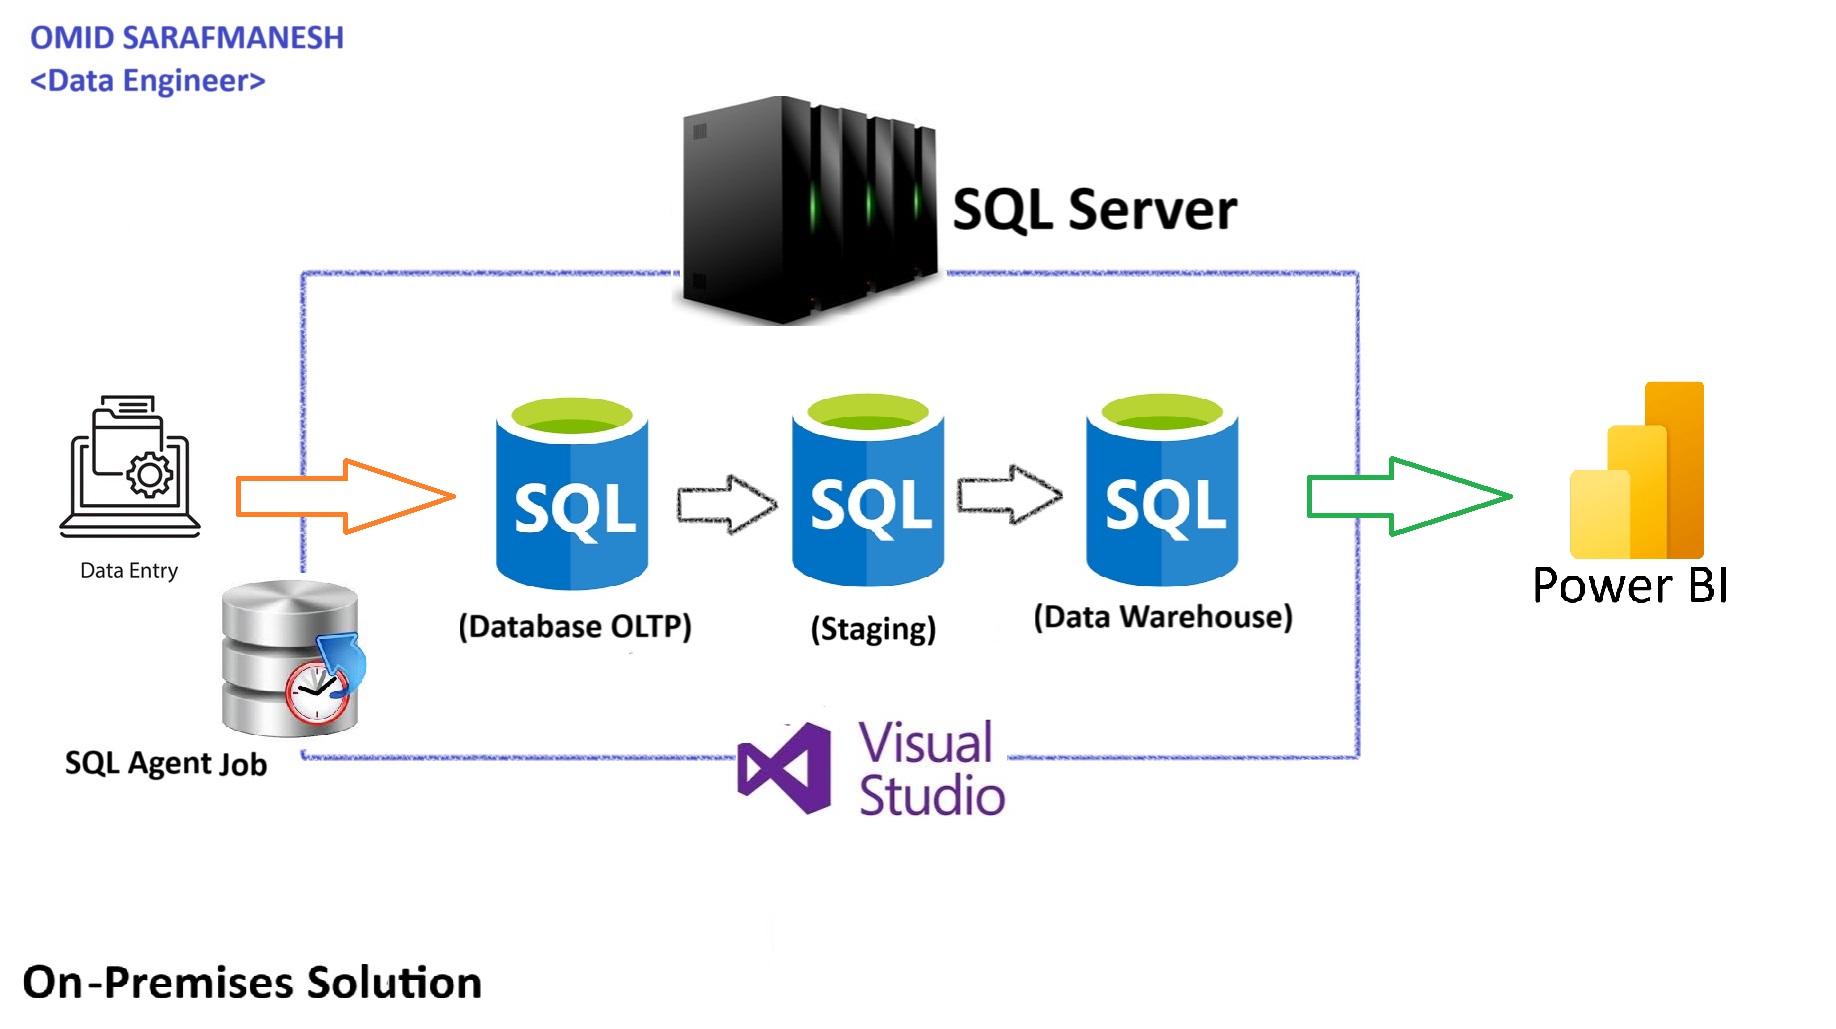 OMID SARAFMANESH
<Data Engineer>
SQL Server
SQL
SQL
SQL
Data Entry
(Database OLTP)
(Staging)
(Data Warehouse)
Power BI
SQL Agent Job
Visual
Studio
On-Premises Solution